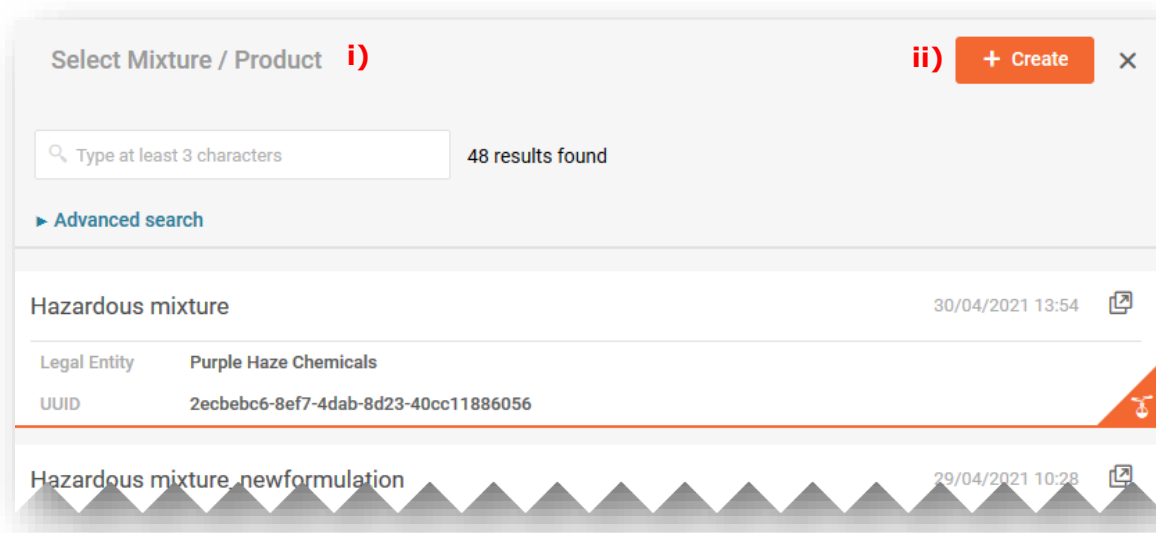 Select Mixture / Product i) ii) + Create ×
Type at least 3 characters 48 results found
► Advanced search
Hazardous mixture 30/04/2021 13:54
Legal Entity Purple Haze Chemicals
UUID 2ecbebc6-8ef7-4dab-8d23-40cc11886056
Hazardous mixture_newformulation 29/04/2021 10:28